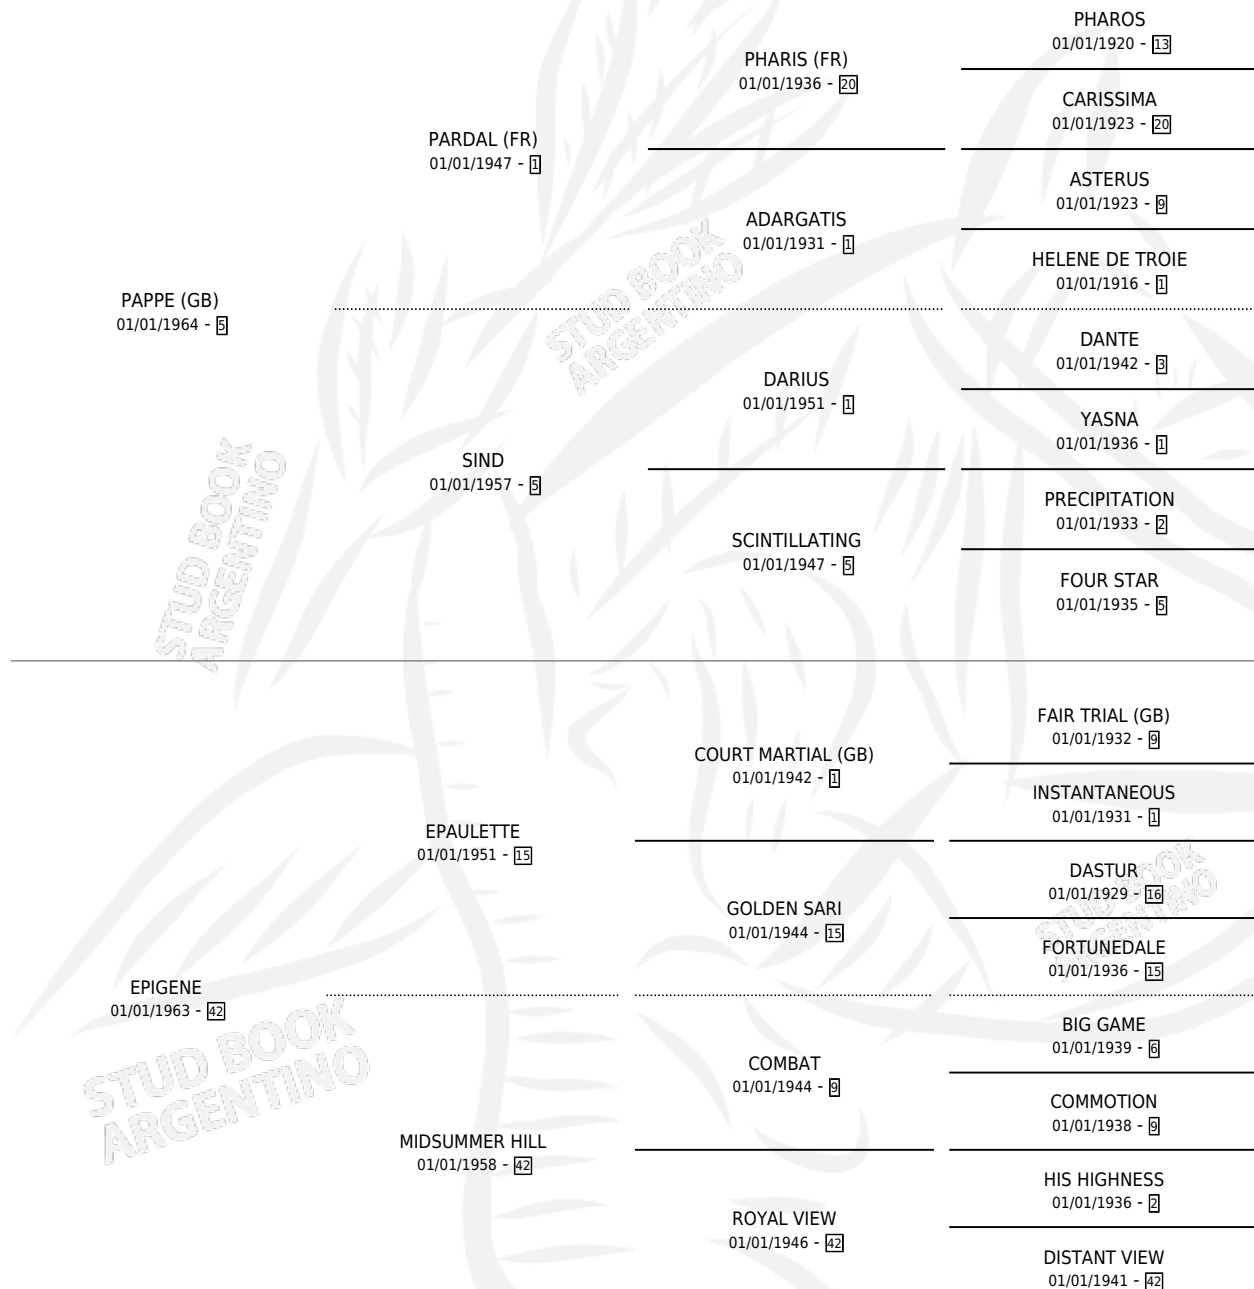 PHAROS
01/01/1920 - 13
PHARIS (FR)
01/01/1936 - 20
CARISSIMA
01/01/1923 - 20
PARDAL (FR)
01/01/1947 - 1
ASTERUS
01/01/1923 - 9
ADARGATIS
01/01/1931 - 1
HELENE DE TROIE
01/01/1916 - 1
PAPPE (GB)
01/01/1964 - 5
STUD BOOK
ARGENTINO
DANTE
01/01/1942 - 3
DARIUS
01/01/1951 - 1
YASNA
01/01/1936 - 1
SIND
01/01/1957 - 5
PRECIPITATION
01/01/1933 - 2
SCINTILLATING
01/01/1947 - 5
FOUR STAR
01/01/1935 - 5
STUD BOOK
ARGENTINO
FAIR TRIAL (GB)
01/01/1932 - 9
COURT MARTIAL (GB)
01/01/1942 - 1
INSTANTANEOUS
01/01/1931 - 1
EPAULETTE
01/01/1951 - 15
DASTUR
01/01/1929 - 16
GOLDEN SARI
01/01/1944 - 15
FORTUNEDALE
01/01/1936 - 15
STUD BOOK
ARGENTINO
EPIGENE
01/01/1963 - 42
BIG GAME
01/01/1939 - 6
COMBAT
01/01/1944 - 9
COMMOTION
01/01/1938 - 9
STUD BOOK
ARGENTINO
MIDSUMMER HILL
01/01/1958 - 42
HIS HIGHNESS
01/01/1936 - 2
ROYAL VIEW
01/01/1946 - 42
DISTANT VIEW
01/01/1941 - 42